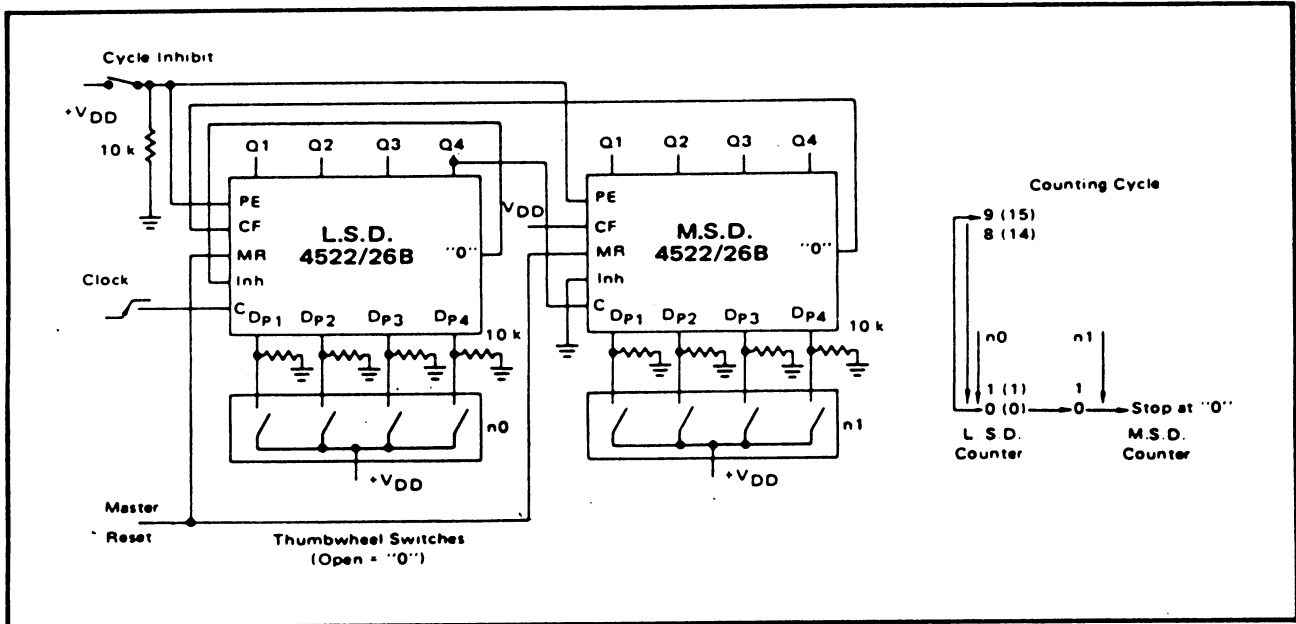 Cycle Inhibit
+VDD
10 k
Q1 Q2 Q3 Q4
PE
CF
MR
Inh
C
L.S.D.
4522/26B
"0"
DP1 DP2 DP3 DP4
10 k
Clock
n0
+VDD
Master
Reset
Thumbwheel Switches
(Open = "0")
VDD
Q1 Q2 Q3 Q4
PE
CF
MR
Inh
C
M.S.D.
4522/26B
"0"
DP1 DP2 DP3 DP4
10 k
n1
+VDD
Counting Cycle
9 (15)
8 (14)
n0 n1
1 (1) 1
0 (0) 0 Stop at "0"
L S.D. M.S.D.
Counter Counter